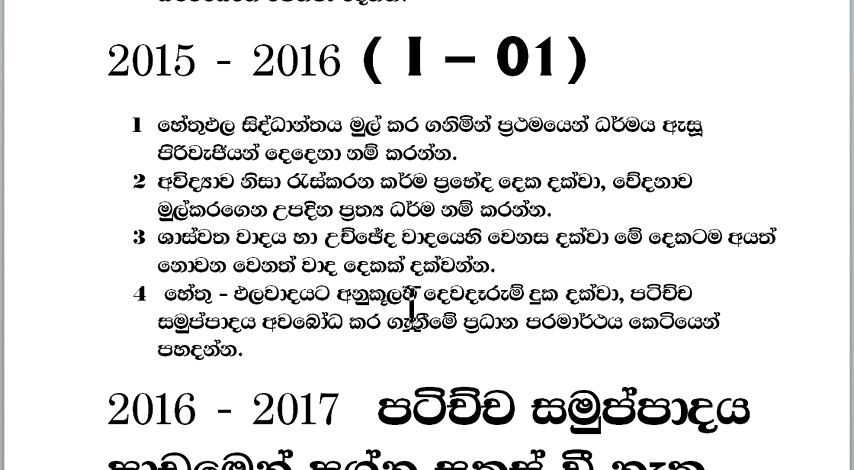 2015 - 2016 ( I – 01)
1 හේතුඵල සිද්ධාන්තය මුල් කර ගනිමින් ප්‍රථමයෙන් ධර්මය ඇසූ
පිරිවැජියන් දෙදෙනා නම් කරන්න.
2 අවිද්‍යාව නිසා රැස්කරන කර්ම ප්‍රභේද දෙක දක්වා, වේදනාව
මුල්කරගෙන උපදින ප්‍රත්‍ය ධර්ම නම් කරන්න.
3 ශාස්වත වාදය හා උච්ඡේද වාදයෙහි වෙනස දක්වා මේ දෙකටම අයත්
නොවන වෙනත් වාද දෙකක් දක්වන්න.
4 හේතු - ඵලවාදයට අනුකූලව දෙවදෑරුම් දුක දක්වා, පටිච්ච
සමුප්පාදය අවබෝධ කර ගැනීමේ ප්‍රධාන පරමාර්ථය කෙටියෙන්
පහදන්න.
2016 - 2017 පටිච්ච සමුප්පාදය